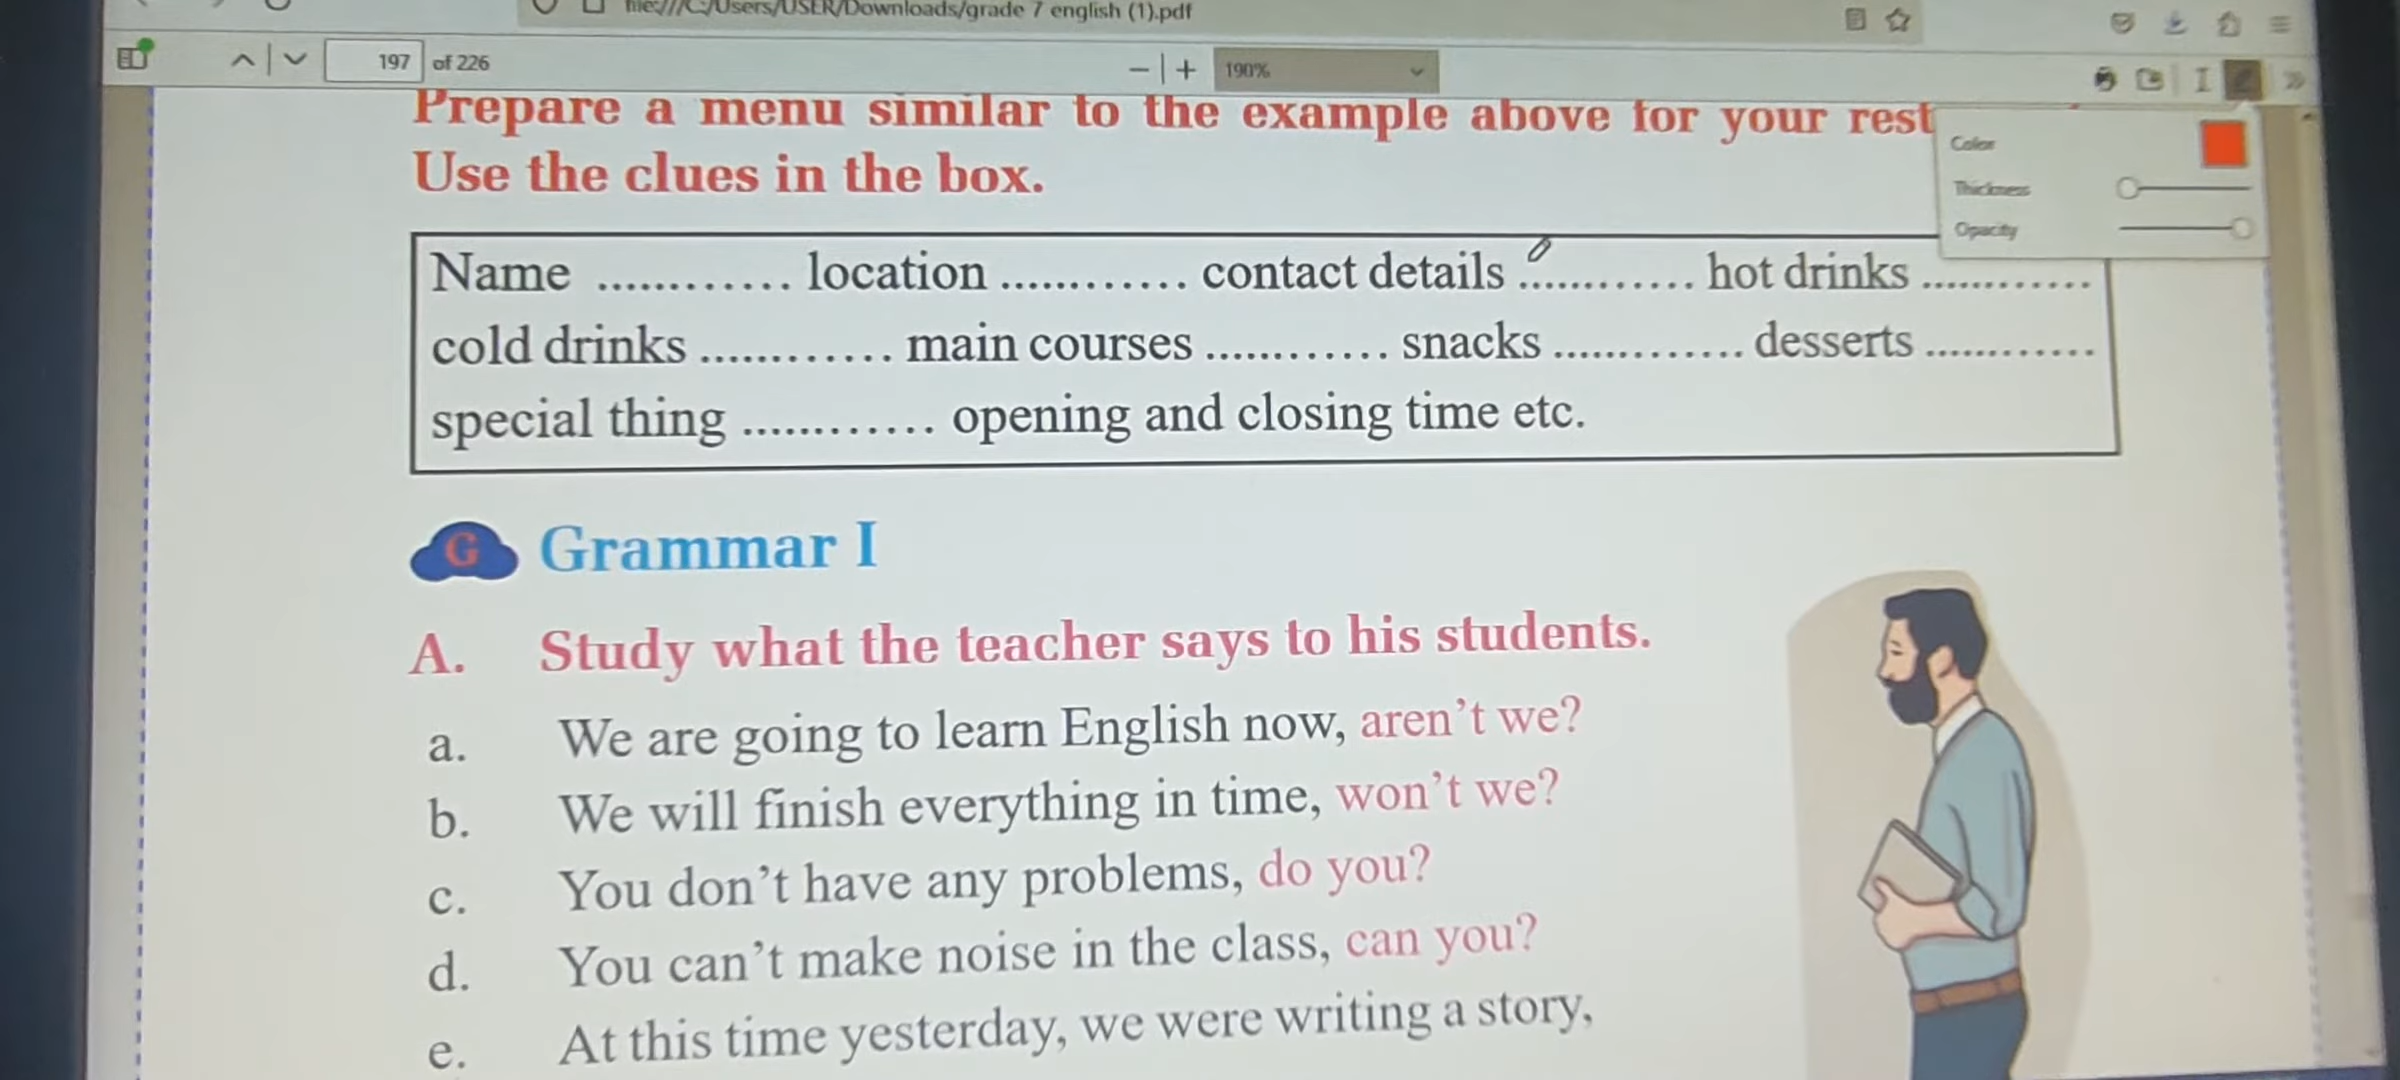 file:///C:/Users/USER/Downloads/grade 7 english (1).pdf
197 of 226
190%
Prepare a menu similar to the example above for your rest
Use the clues in the box.
Color
Thickness
Opacity
Name ............ location ............ contact details ............ hot drinks ............
cold drinks ............ main courses ............ snacks ............. desserts ............
special thing ............ opening and closing time etc.
G Grammar I
A. Study what the teacher says to his students.
a. We are going to learn English now, aren't we?
b. We will finish everything in time, won't we?
c. You don't have any problems, do you?
d. You can't make noise in the class, can you?
e. At this time yesterday, we were writing a story,